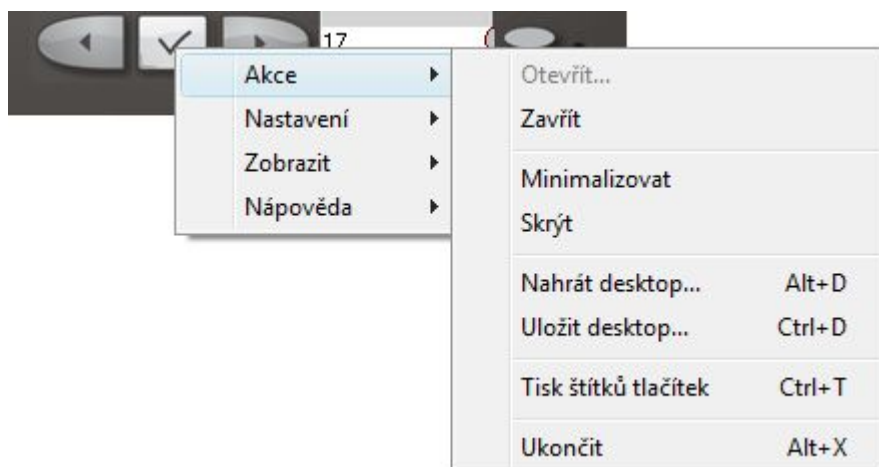 17
Akce
Nastavení
Zobrazit
Nápověda
Otevřít...
Zavřít
Minimalizovat
Skrýt
Nahrát desktop... Alt+D
Uložit desktop... Ctrl+D
Tisk štítků tlačítek Ctrl+T
Ukončit Alt+X